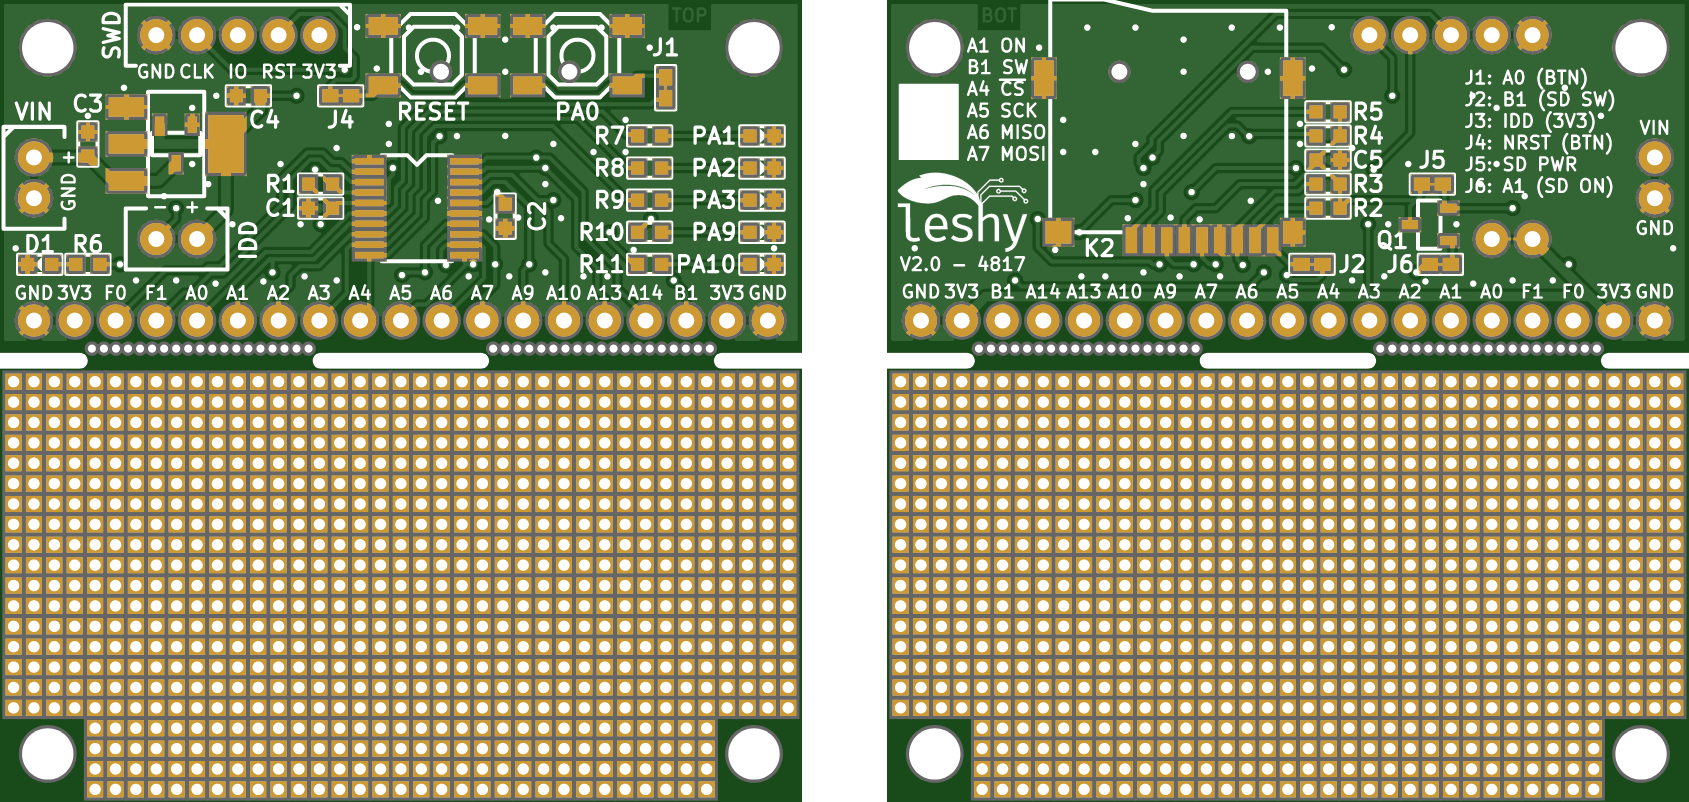 TOP
SWD
GND CLK IO RST 3V3
J1
VIN
C3
C4
J4
RESET
PA0
+
GND
R7
PA1
R8
PA2
R1
C1
R9
PA3
C2
- +
IDD
R10
PA9
D1
R6
R11
PA10
GND 3V3 F0 F1 A0 A1 A2 A3 A4 A5 A6 A7 A9 A10 A13 A14 B1 3V3 GND
BOT
A1 ON
B1 SW
A4 CS
A5 SCK
A6 MISO
A7 MOSI
leshy
V2.0 - 4817
K2
R5
R4
C5
R3
R2
J2
J1: A0 (BTN)
J2: B1 (SD SW)
J3: IDD (3V3)
J4: NRST (BTN)
J5: SD PWR
J6: A1 (SD ON)
J5
Q1
J6
VIN
+
GND
GND 3V3 B1 A14 A13 A10 A9 A7 A6 A5 A4 A3 A2 A1 A0 F1 F0 3V3 GND